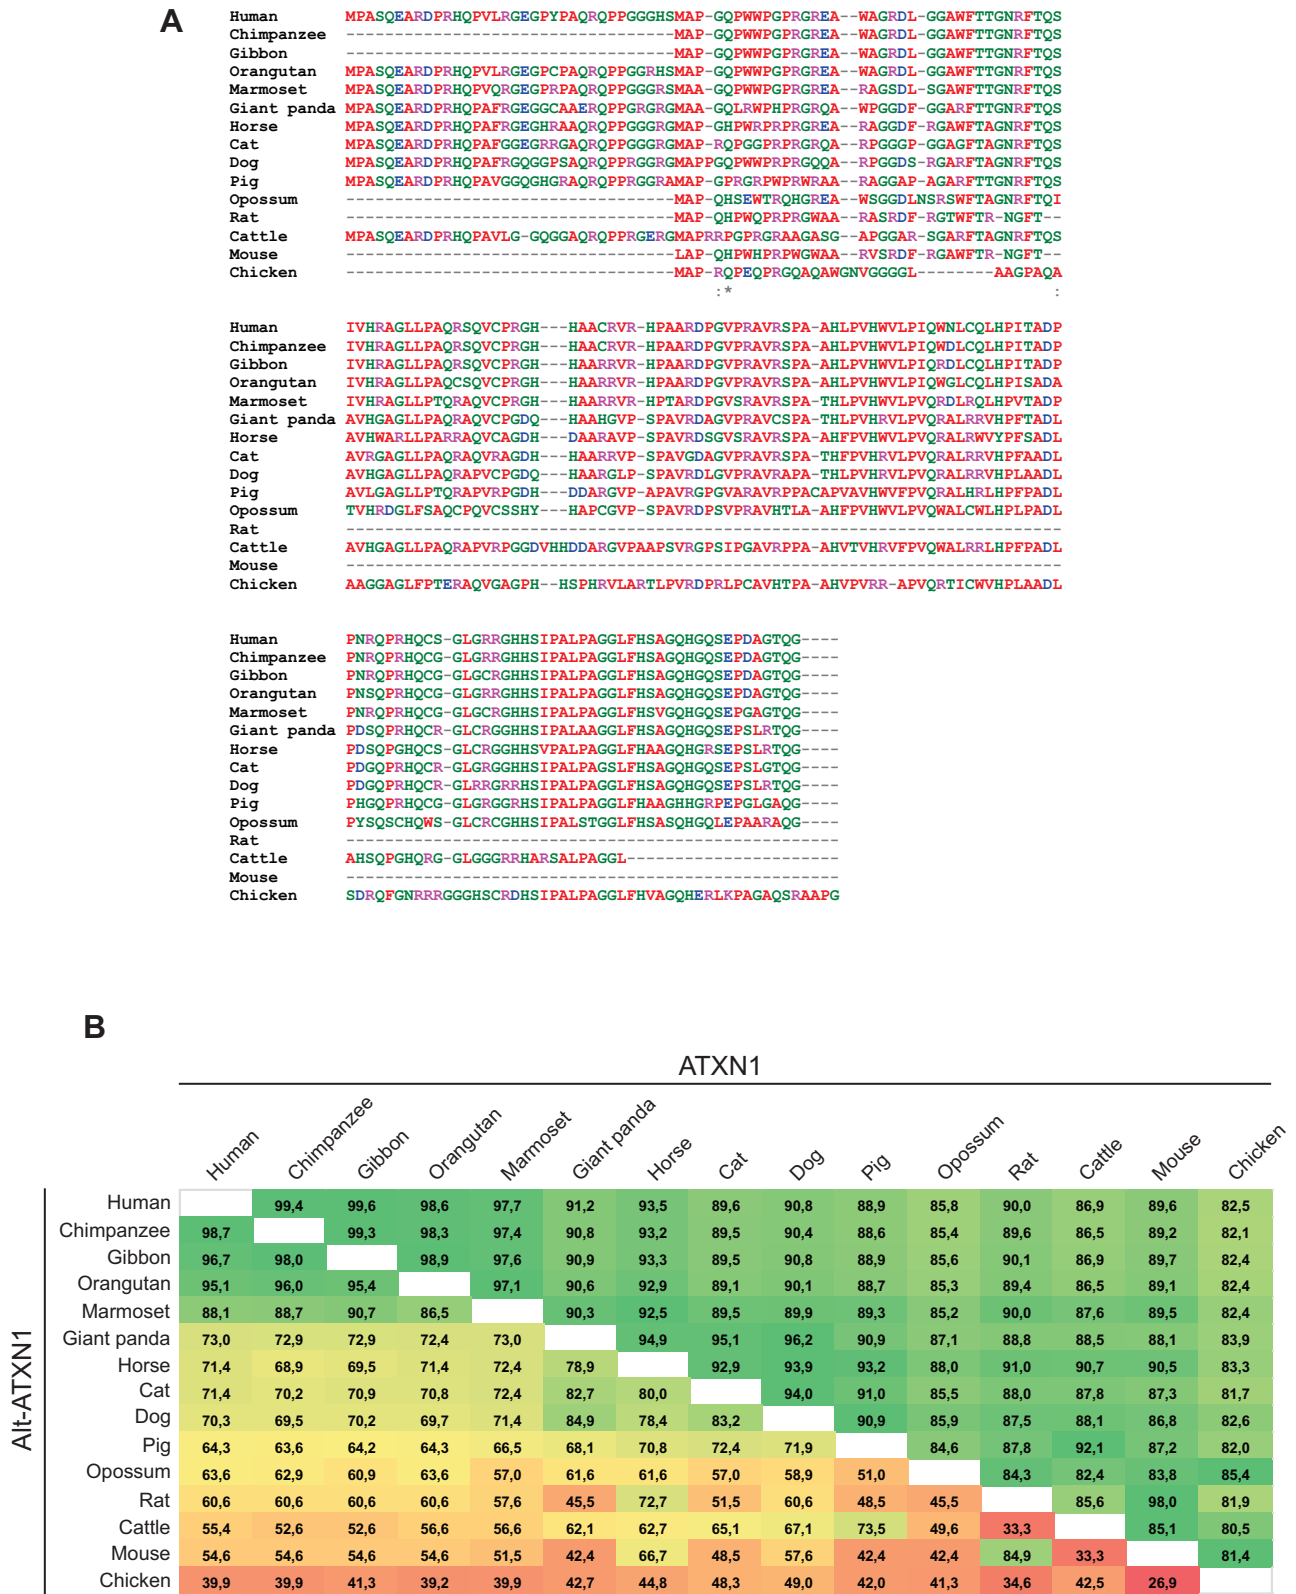 A
Human MPASQEARDPRHQPVLRGEGPYPAQRQPPGGGHSMAP-GQPWWPGPRGREA--WAGRDL-GGAWFTTGNRFTQS
Chimpanzee -----------------------------------MAP-GQPWWPGPRGREA--WAGRDL-GGAWFTTGNRFTQS
Gibbon -----------------------------------MAP-GQPWWPGPRGREA--WAGRDL-GGAWFTTGNRFTQS
Orangutan MPASQEARDPRHQPVLRGEGPCPAQRQPPGGRHSMAP-GQPWWPGPRGREA--WAGRDL-GGAWFTTGNRFTQS
Marmoset MPASQEARDPRHQPVQRGEGPRPAQRQPPGGGRSMAA-GQPWWPGPRGREA--RAGSDL-SGAWFTTGNRFTQS
Giant panda MPASQEARDPRHQPAFRGEGGCAAERQPPGRGRGMAA-GQLRWPHPRGRQA--WPGGDF-GGARFTTGNRFTQS
Horse MPASQEARDPRHQPAFRGEGHRAAQRQPPGGGRGMAP-GHPWRPRPRGREA--RAGGDF-RGAWFTAGNRFTQS
Cat MPASQEARDPRHQPAFGGEGRRGAQRQPPGGGRGMAP-RQPGGPRPRGRQA--RPGGGP-GGAGFTAGNRFTQS
Dog MPASQEARDPRHQPAFRGQGGPSAQRQPPRGGRGMAPPGQPWWPRPRGQQA--RPGGDS-RGARFTAGNRFTQS
Pig MPASQEARDPRHQPAVGGQGHGRAQRQPPRGGRAMAP-GPRGRPWPRWRAA--RAGGAP-AGARFTTGNRFTQS
Opossum -----------------------------------MAP-QHSEWTRQHGREA--WSGGDLNSRSWFTAGNRFTQI
Rat -----------------------------------MAP-QHPWQPRPRGWAA--RASRDF-RGTWFTR-NGFT--
Cattle MPASQEARDPRHQPAVLG-GQGGAQRQPPRGERGMAPRRPGPRGRAAGASG--APGGAR-SGARFTAGNRFTQS
Mouse -----------------------------------LAP-QHPWHPRPWGWAA--RVSRDF-RGAWFTR-NGFT--
Chicken -----------------------------------MAP-RQPEQPRGQAQAWGNVGGGGL--------AAGPAQA
:* :
Human IVHRAGLLPAQRSQVCPRGH---HAACRVR-HPAARDPGVPRAVRSPA-AHLPVHWVLPIQWNLCQLHPITADP
Chimpanzee IVHRAGLLPAQRSQVCPRGH---HAACRVR-HPAARDPGVPRAVRSPA-AHLPVHWVLPIQWDLCQLHPITADP
Gibbon IVHRAGLLPAQRSQVCPRGH---HAARRVR-HPAARDPGVPRAVRSPA-AHLPVHWVLPIQRDLCQLHPITADP
Orangutan IVHRAGLLPAQCSQVCPRGH---HAARRVR-HPAARDPGVPRAVRSPA-AHLPVHWVLPIQWGLCQLHPISADA
Marmoset IVHRAGLLPTQRAQVCPRGH---HAARRVR-HPTARDPGVSRAVRSPA-THLPVHWVLPVQRDLRQLHPVTADP
Giant panda AVHGAGLLPAQRAQVCPGDQ---HAAHGVP-SPAVRDAGVPRAVCSPA-THLPVHRVLPVQRALRRVHPFTADL
Horse AVHWARLLPARRAQVCAGDH---DAARAVP-SPAVRDSGVSRAVRSPA-AHFPVHWVLPVQRALRWVYPFSADL
Cat AVRGAGLLPAQRAQVRAGDH---HAARRVP-SPAVGDAGVPRAVRSPA-THFPVHRVLPVQRALRRVHPFAADL
Dog AVHGAGLLPAQRAPVCPGDQ---HAARGLP-SPAVRDLGVPRAVRAPA-THLPVHRVLPVQRALRRVHPLAADL
Pig AVLGAGLLPTQRAPVRPGDH---DDARGVP-APAVRGPGVARAVRPPACAPVAVHWVFPVQRALHRLHPFPADL
Opossum TVHRDGLFSAQCPQVCSSHY---HAPCGVP-SPAVRDPSVPRAVHTLA-AHFPVHWVLPVQWALCWLHPLPADL
Rat --------------------------------------------------------------------------
Cattle AVHGAGLLPAQRAPVRPGGDVHHDDARGVPAAPSVRGPSIPGAVRPPA-AHVTVHRVFPVQWALRRLHPFPADL
Mouse --------------------------------------------------------------------------
Chicken AAGGAGLFPTERAQVGAGPH--HSPHRVLARTLPVRDPRLPCAVHTPA-AHVPVRR-APVQRTICWVHPLAADL
Human PNRQPRHQCS-GLGRRGHHSIPALPAGGLFHSAGQHGQSEPDAGTQG----
Chimpanzee PNRQPRHQCG-GLGRRGHHSIPALPAGGLFHSAGQHGQSEPDAGTQG----
Gibbon PNRQPRHQCG-GLGCRGHHSIPALPAGGLFHSAGQHGQSEPDAGTQG----
Orangutan PNSQPRHQCG-GLGRRGHHSIPALPAGGLFHSAGQHGQSEPDAGTQG----
Marmoset PNRQPRHQCG-GLGCRGHHSIPALPAGGLFHSVGQHGQSEPGAGTQG----
Giant panda PDSQPRHQCR-GLCRGGHHSIPALAAGGLFHSAGQHGQSEPSLRTQG----
Horse PDSQPGHQCS-GLCRGGHHSVPALPAGGLFHAAGQHGRSEPSLRTQG----
Cat PDGQPRHQCR-GLGRGGHHSIPALPAGSLFHSAGQHGQSEPSLGTQG----
Dog PDGQPRHQCR-GLRRGRRHSIPALPAGGLFHSAGQHGQSEPSLRTQG----
Pig PHGQPRHQCG-GLGRGGRHSIPALPAGGLFHAAGHHGRPEPGLGAQG----
Opossum PYSQSCHQWS-GLCRCGHHSIPALSTGGLFHSASQHGQLEPAARAQG----
Rat ---------------------------------------------------
Cattle AHSQPGHQRG-GLGGGRRHARSALPAGGL----------------------
Mouse ---------------------------------------------------
Chicken SDRQFGNRRRGGGHSCRDHSIPALPAGGLFHVAGQHERLKPAGAQSRAAPG
B
ATXN1
Human Chimpanzee Gibbon Orangutan Marmoset Giant panda Horse Cat Dog Pig Opossum Rat Cattle Mouse Chicken
Alt-ATXN1
Human 99,4 99,6 98,6 97,7 91,2 93,5 89,6 90,8 88,9 85,8 90,0 86,9 89,6 82,5
Chimpanzee 98,7 99,3 98,3 97,4 90,8 93,2 89,5 90,4 88,6 85,4 89,6 86,5 89,2 82,1
Gibbon 96,7 98,0 98,9 97,6 90,9 93,3 89,5 90,8 88,9 85,6 90,1 86,9 89,7 82,4
Orangutan 95,1 96,0 95,4 97,1 90,6 92,9 89,1 90,1 88,7 85,3 89,4 86,5 89,1 82,4
Marmoset 88,1 88,7 90,7 86,5 90,3 92,5 89,5 89,9 89,3 85,2 90,0 87,6 89,5 82,4
Giant panda 73,0 72,9 72,9 72,4 73,0 94,9 95,1 96,2 90,9 87,1 88,8 88,5 88,1 83,9
Horse 71,4 68,9 69,5 71,4 72,4 78,9 92,9 93,9 93,2 88,0 91,0 90,7 90,5 83,3
Cat 71,4 70,2 70,9 70,8 72,4 82,7 80,0 94,0 91,0 85,5 88,0 87,8 87,3 81,7
Dog 70,3 69,5 70,2 69,7 71,4 84,9 78,4 83,2 90,9 85,9 87,5 88,1 86,8 82,6
Pig 64,3 63,6 64,2 64,3 66,5 68,1 70,8 72,4 71,9 84,6 87,8 92,1 87,2 82,0
Opossum 63,6 62,9 60,9 63,6 57,0 61,6 61,6 57,0 58,9 51,0 84,3 82,4 83,8 85,4
Rat 60,6 60,6 60,6 60,6 57,6 45,5 72,7 51,5 60,6 48,5 45,5 85,6 98,0 81,9
Cattle 55,4 52,6 52,6 56,6 56,6 62,1 62,7 65,1 67,1 73,5 49,6 33,3 85,1 80,5
Mouse 54,6 54,6 54,6 54,6 51,5 42,4 66,7 48,5 57,6 42,4 42,4 84,9 33,3 81,4
Chicken 39,9 39,9 41,3 39,2 39,9 42,7 44,8 48,3 49,0 42,0 41,3 34,6 42,5 26,9